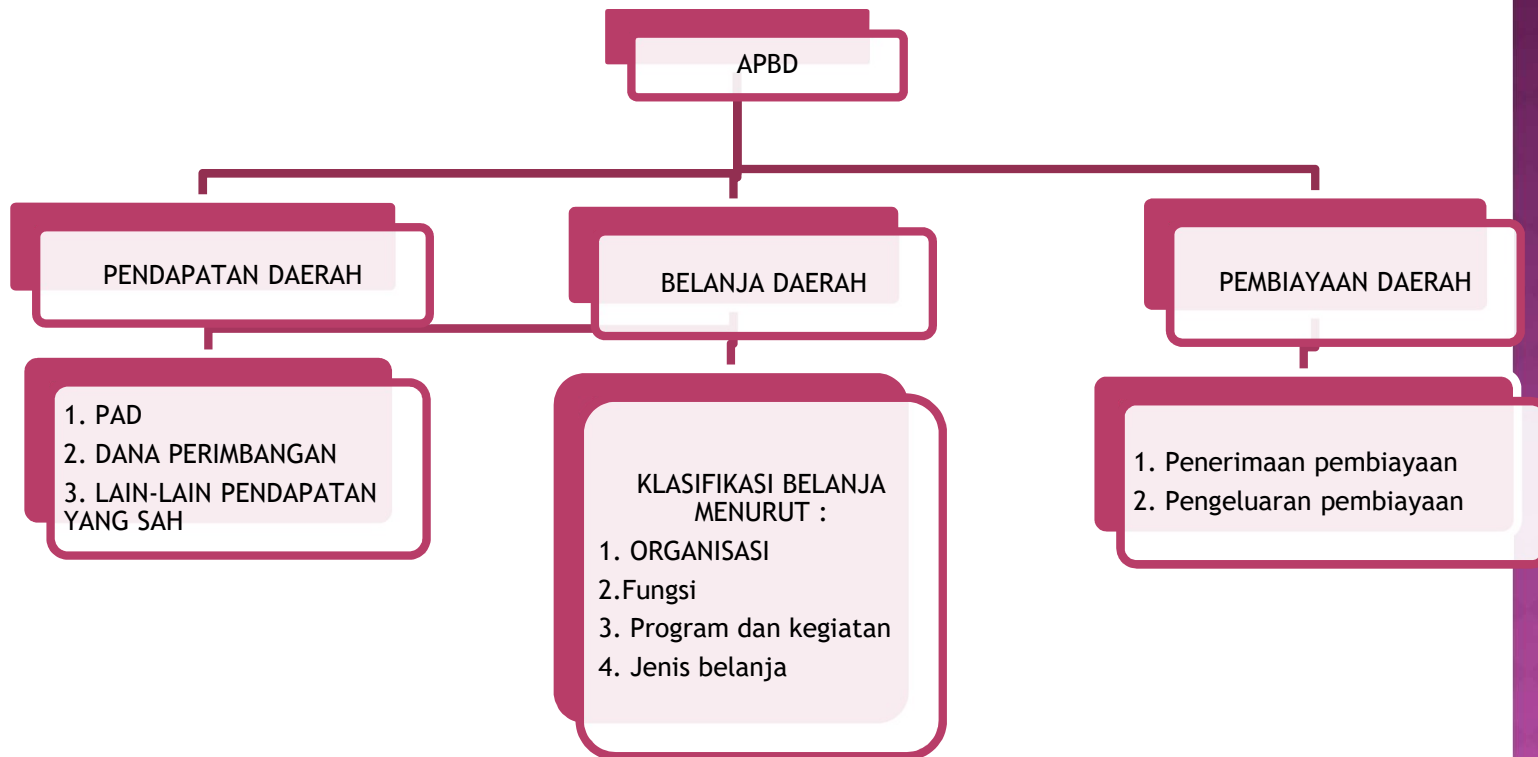 APBD
PENDAPATAN DAERAH
BELANJA DAERAH
PEMBIAYAAN DAERAH
1. PAD
2. DANA PERIMBANGAN
3. LAIN-LAIN PENDAPATAN
YANG SAH
KLASIFIKASI BELANJA
MENURUT :
1. ORGANISASI
2.Fungsi
3. Program dan kegiatan
4. Jenis belanja
1. Penerimaan pembiayaan
2. Pengeluaran pembiayaan